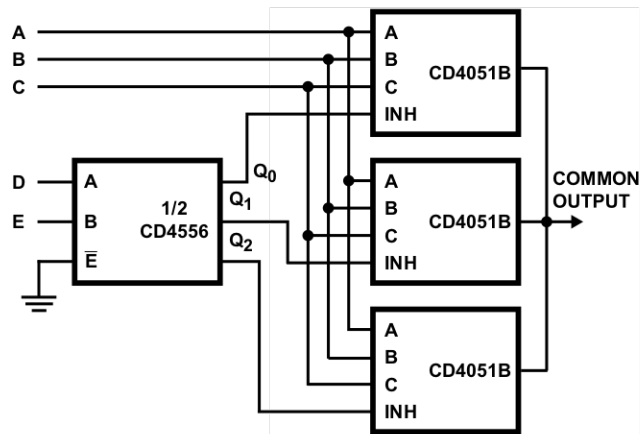 A
B
C
A
B
C
INH
CD4051B
D
E
A
B
E̅
1/2
CD4556
Q0
Q1
Q2
A
B
C
INH
CD4051B
COMMON
OUTPUT
A
B
C
INH
CD4051B